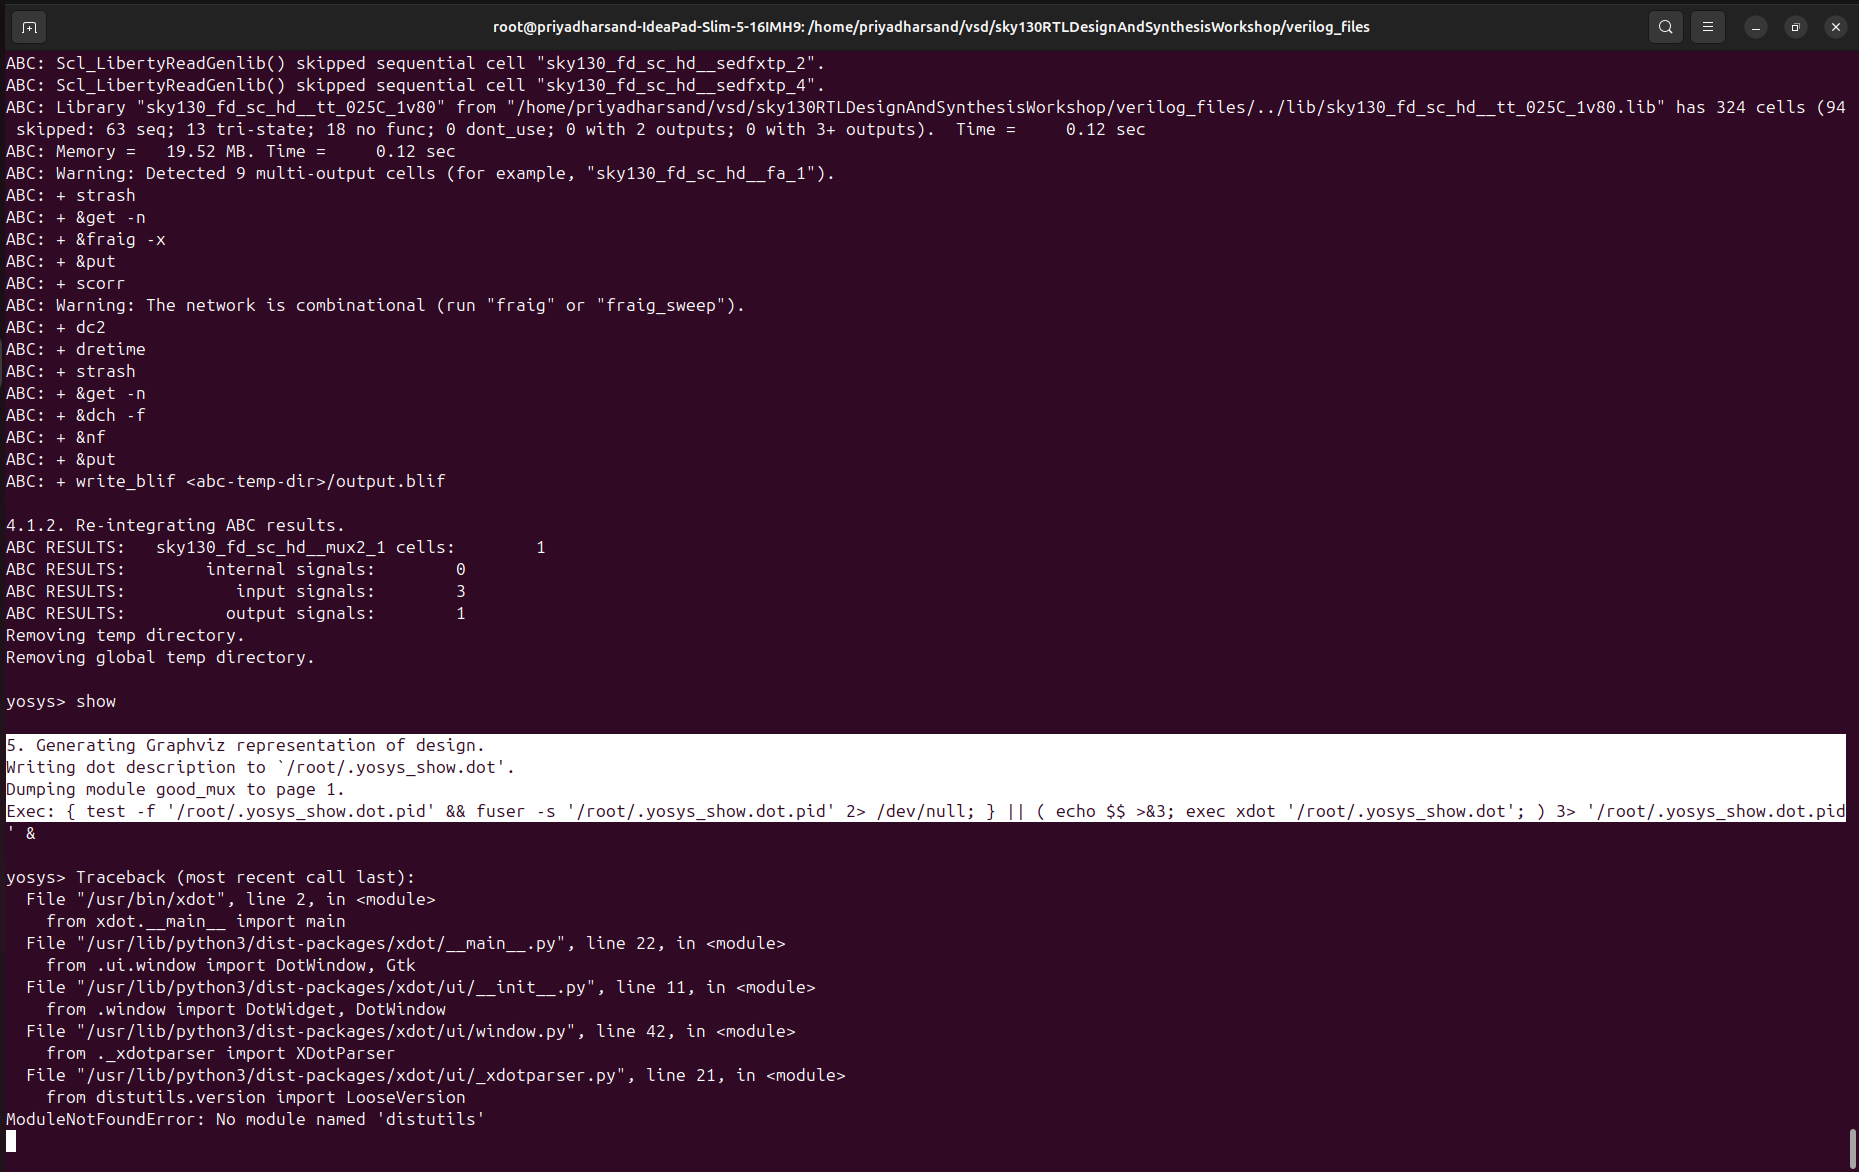 root@priyadharsand-IdeaPad-Slim-5-16IMH9: /home/priyadharsand/vsd/sky130RTLDesignAndSynthesisWorkshop/verilog_files
ABC: Scl_LibertyReadGenlib() skipped sequential cell "sky130_fd_sc_hd__sedfxtp_2".
ABC: Scl_LibertyReadGenlib() skipped sequential cell "sky130_fd_sc_hd__sedfxtp_4".
ABC: Library "sky130_fd_sc_hd__tt_025C_1v80" from "/home/priyadharsand/vsd/sky130RTLDesignAndSynthesisWorkshop/verilog_files/../lib/sky130_fd_sc_hd__tt_025C_1v80.lib" has 324 cells (94
 skipped: 63 seq; 13 tri-state; 18 no func; 0 dont_use; 0 with 2 outputs; 0 with 3+ outputs).  Time =     0.12 sec
ABC: Memory =   19.52 MB. Time =     0.12 sec
ABC: Warning: Detected 9 multi-output cells (for example, "sky130_fd_sc_hd__fa_1").
ABC: + strash
ABC: + &get -n
ABC: + &fraig -x
ABC: + &put
ABC: + scorr
ABC: Warning: The network is combinational (run "fraig" or "fraig_sweep").
ABC: + dc2
ABC: + dretime
ABC: + strash
ABC: + &get -n
ABC: + &dch -f
ABC: + &nf
ABC: + &put
ABC: + write_blif <abc-temp-dir>/output.blif
4.1.2. Re-integrating ABC results.
ABC RESULTS:   sky130_fd_sc_hd__mux2_1 cells:        1
ABC RESULTS:        internal signals:        0
ABC RESULTS:           input signals:        3
ABC RESULTS:          output signals:        1
Removing temp directory.
Removing global temp directory.
yosys> show
5. Generating Graphviz representation of design.
Writing dot description to `/root/.yosys_show.dot'.
Dumping module good_mux to page 1.
Exec: { test -f '/root/.yosys_show.dot.pid' && fuser -s '/root/.yosys_show.dot.pid' 2> /dev/null; } || ( echo $$ >&3; exec xdot '/root/.yosys_show.dot'; ) 3> '/root/.yosys_show.dot.pid
' &
yosys> Traceback (most recent call last):
  File "/usr/bin/xdot", line 2, in <module>
    from xdot.__main__ import main
  File "/usr/lib/python3/dist-packages/xdot/__main__.py", line 22, in <module>
    from .ui.window import DotWindow, Gtk
  File "/usr/lib/python3/dist-packages/xdot/ui/__init__.py", line 11, in <module>
    from .window import DotWidget, DotWindow
  File "/usr/lib/python3/dist-packages/xdot/ui/window.py", line 42, in <module>
    from ._xdotparser import XDotParser
  File "/usr/lib/python3/dist-packages/xdot/ui/_xdotparser.py", line 21, in <module>
    from distutils.version import LooseVersion
ModuleNotFoundError: No module named 'distutils'